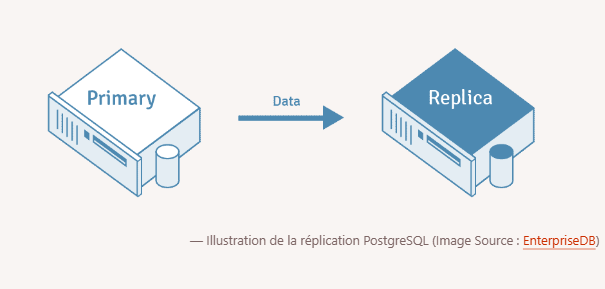 Primary
Data
Replica
— Illustration de la réplication PostgreSQL (Image Source : EnterpriseDB)